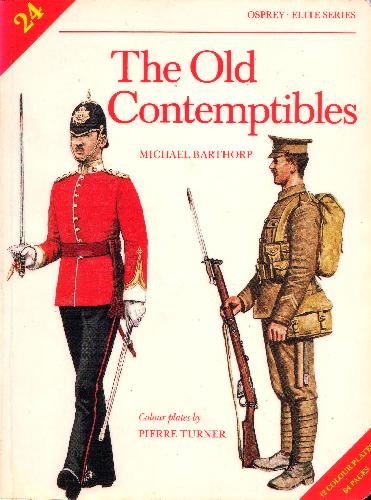 24
OSPREY · ELITE SERIES
The Old
Contemptibles
MICHAEL BARTHORP
Colour plates by
PIERRE TURNER
12 COLOUR PLATES
64 PAGES